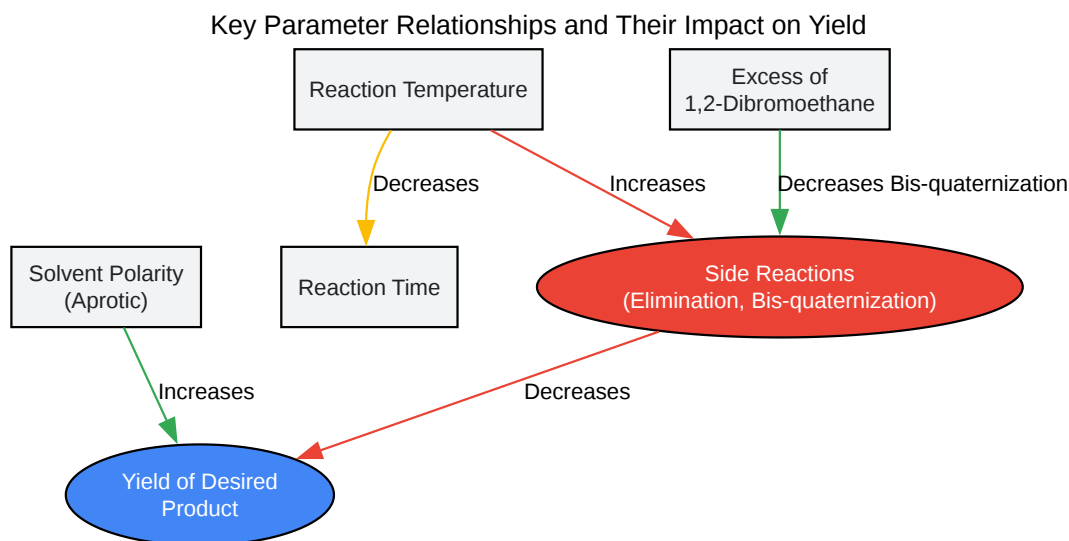 Key Parameter Relationships and Their Impact on Yield
Reaction Temperature
Excess of
1,2-Dibromoethane
Decreases
Increases
Decreases Bis-quaternization
Solvent Polarity
(Aprotic)
Reaction Time
Side Reactions
(Elimination, Bis-quaternization)
Increases
Decreases
Yield of Desired
Product